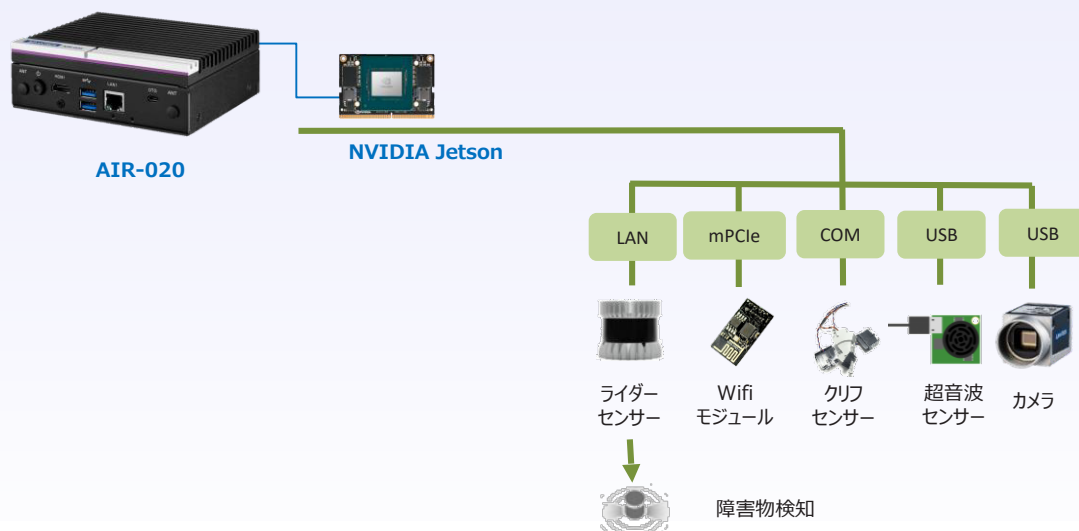 AIR-020
NVIDIA Jetson
LAN
mPCIe
COM
USB
USB
ライダー
センサー
Wifi
モジュール
クリフ
センサー
超音波
センサー
カメラ
障害物検知